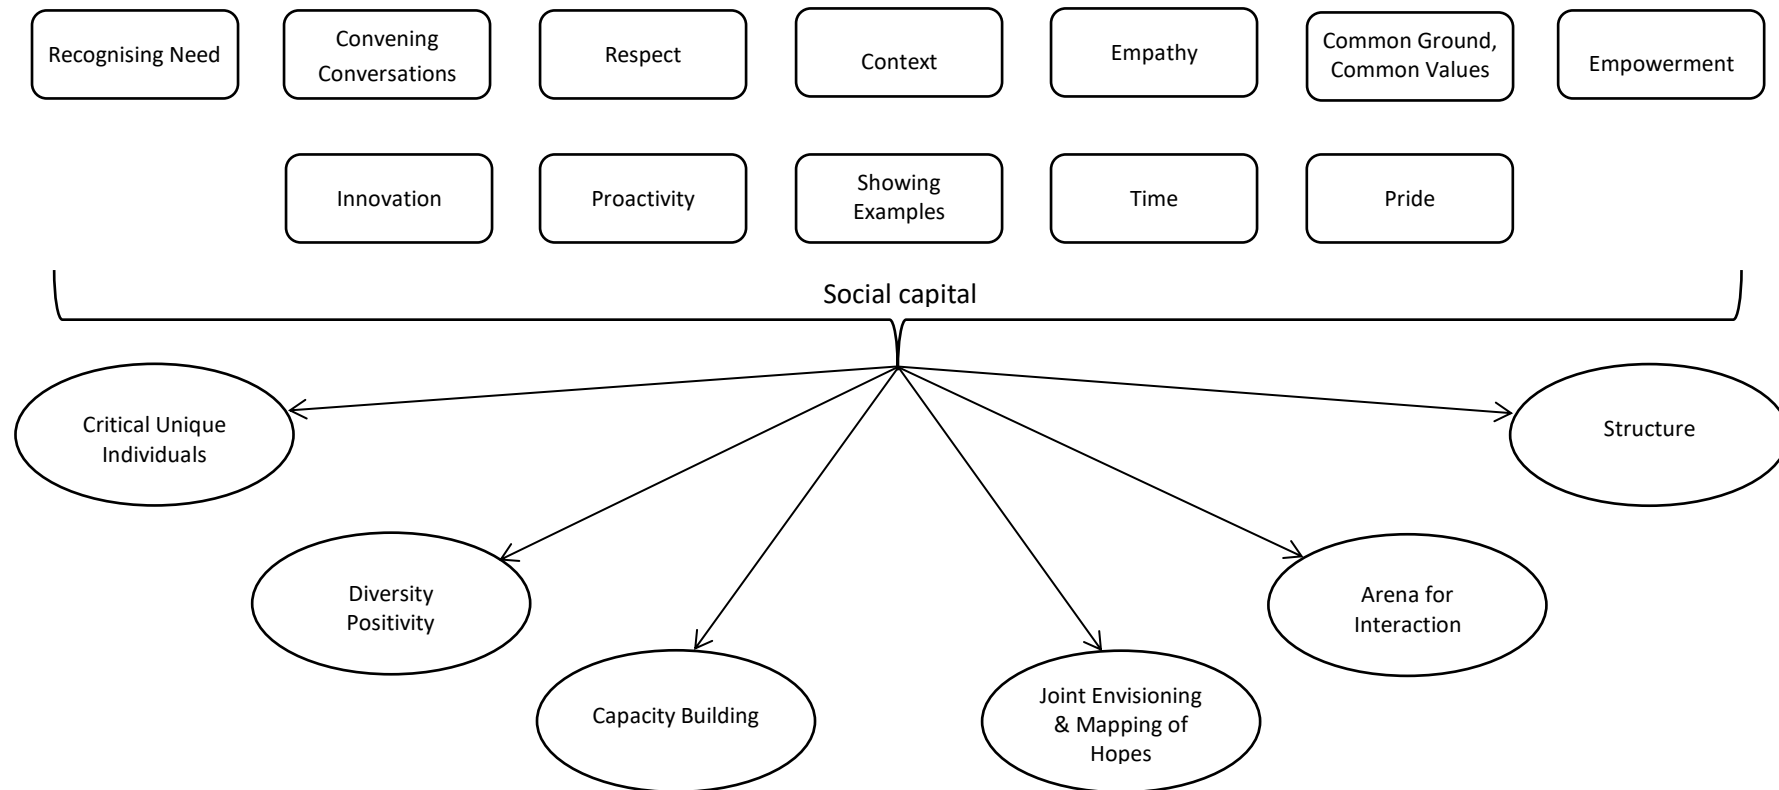 Recognising Need
Convening
Conversations
Respect
Context
Empathy
Common Ground,
Common Values
Empowerment
Innovation
Proactivity
Showing
Examples
Time
Pride
Social capital
Critical Unique
Individuals
Structure
Diversity
Positivity
Arena for
Interaction
Capacity Building
Joint Envisioning
& Mapping of
Hopes